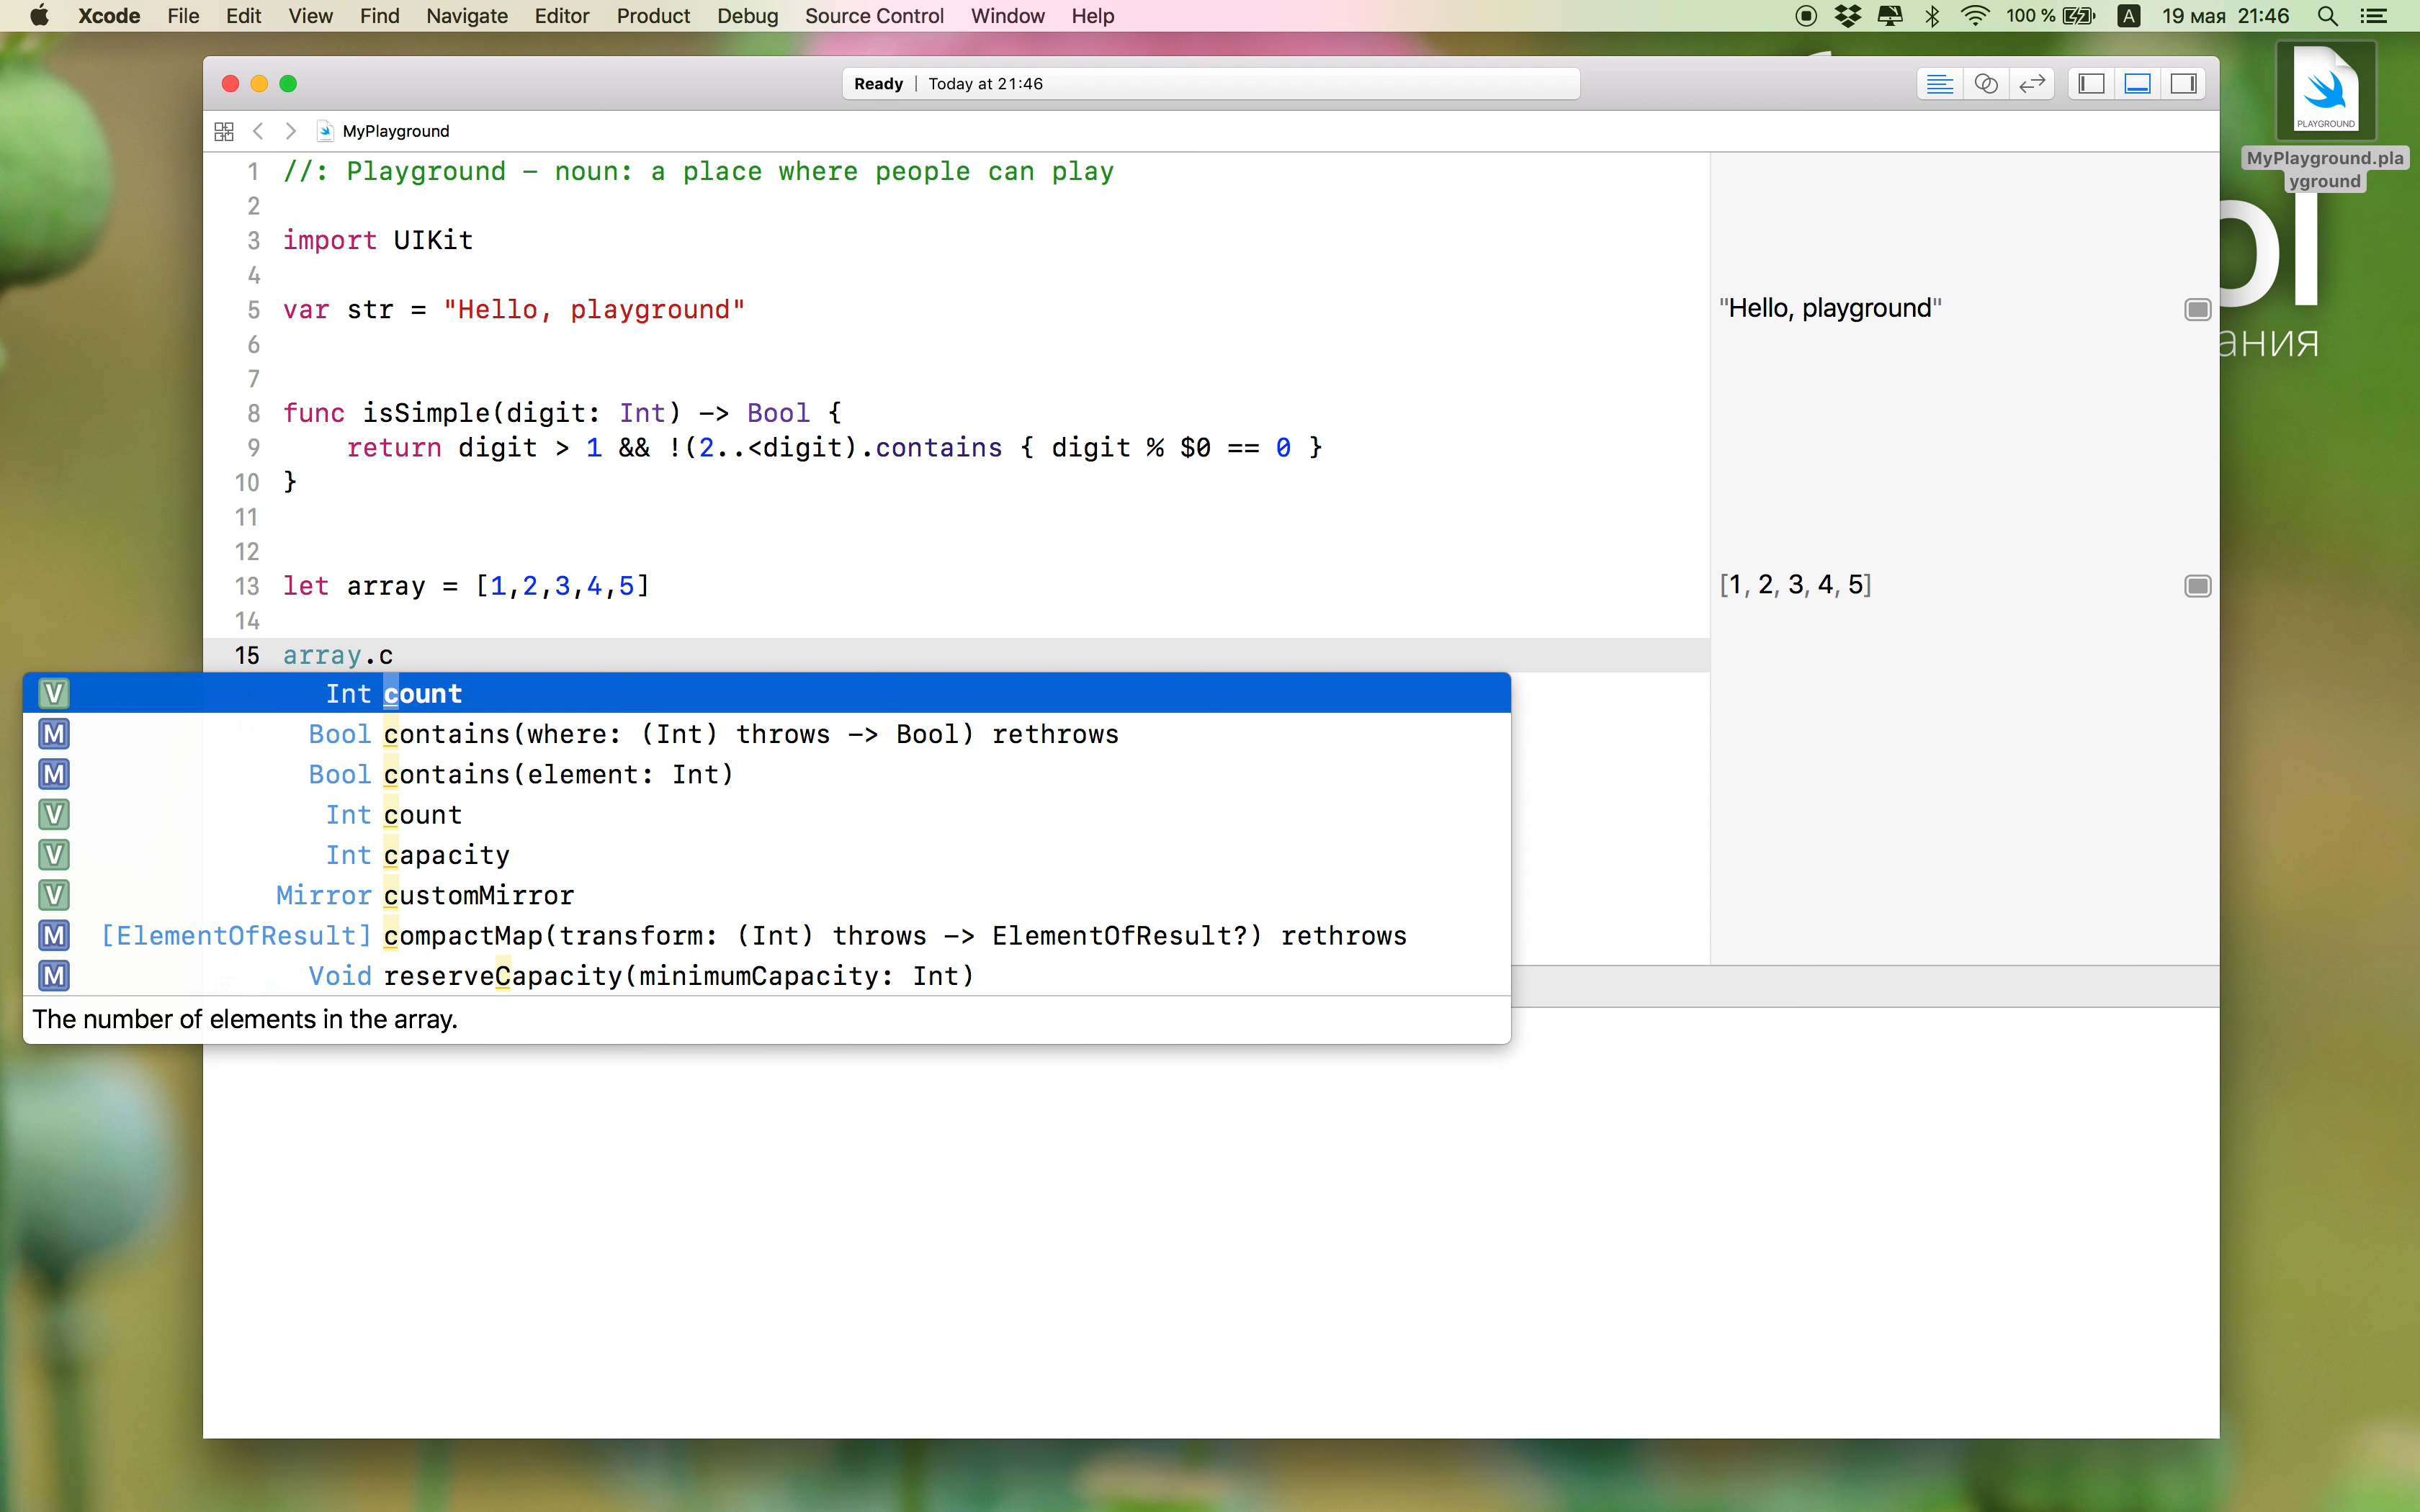 Xcode File Edit View Find Navigate Editor Product Debug Source Control Window Help 100 % A 19 мая 21:46
Ready | Today at 21:46
MyPlayground
PLAYGROUND
MyPlayground.pla
yground
1 //: Playground - noun: a place where people can play
2
3 import UIKit
4
5 var str = "Hello, playground"
"Hello, playground"
6
7
8 func isSimple(digit: Int) -> Bool {
9 return digit > 1 && !(2..<digit).contains { digit % $0 == 0 }
10 }
11
12
13 let array = [1,2,3,4,5]
[1, 2, 3, 4, 5]
14
15 array.c
V Int count
M Bool contains(where: (Int) throws -> Bool) rethrows
M Bool contains(element: Int)
V Int count
V Int capacity
V Mirror customMirror
M [ElementOfResult] compactMap(transform: (Int) throws -> ElementOfResult?) rethrows
M Void reserveCapacity(minimumCapacity: Int)
The number of elements in the array.
ol
ания